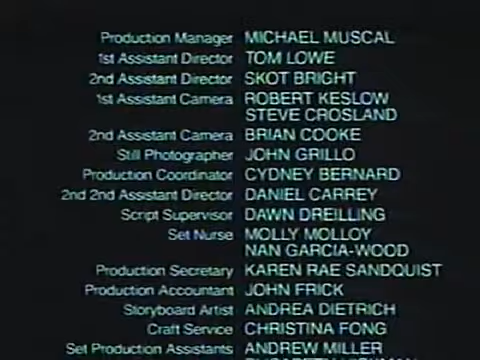 Production Manager MICHAEL MUSCAL
1st Assistant Director TOM LOWE
2nd Assistant Director SKOT BRIGHT
1st Assistant Camera ROBERT KESLOW
STEVE CROSLAND
2nd Assistant Camera BRIAN COOKE
Still Photographer JOHN GRILLO
Production Coordinator CYDNEY BERNARD
2nd 2nd Assistant Director DANIEL CARREY
Script Supervisor DAWN DREILLING
Set Nurse MOLLY MOLLOY
NAN GARCIA-WOOD
Production Secretary KAREN RAE SANDQUIST
Production Accountant JOHN FRICK
Storyboard Artist ANDREA DIETRICH
Craft Service CHRISTINA FONG
Set Production Assistants ANDREW MILLER